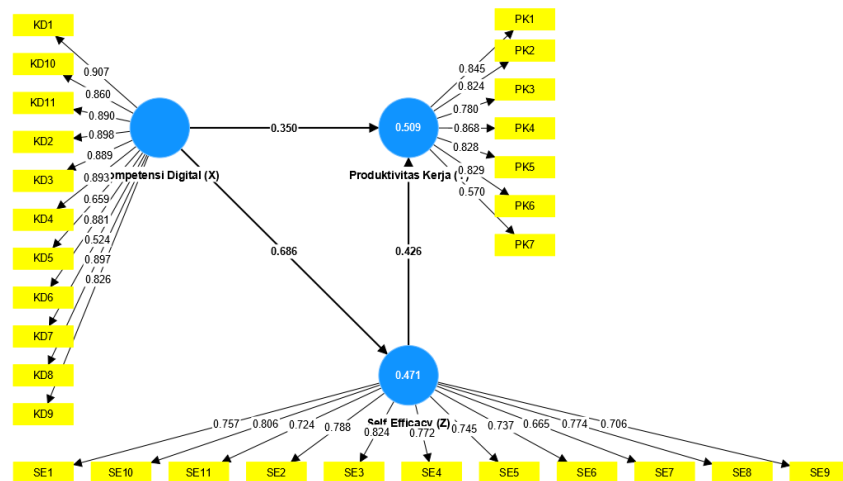 KD1
KD10
KD11
KD2
KD3
KD4
KD5
KD6
KD7
KD8
KD9
0.907
0.860
0.890
0.898
0.889
0.893
0.659
0.881
0.524
0.897
0.826
ompetensi Digital (X)
0.350
0.686
0.509
Produktivitas Kerja (
0.845
0.824
0.780
0.868
0.828
0.829
0.570
PK1
PK2
PK3
PK4
PK5
PK6
PK7
0.426
0.471
Self Efficacy (Z)
0.757
0.806
0.724
0.788
0.824
0.772
0.745
0.737
0.665
0.774
0.706
SE1
SE10
SE11
SE2
SE3
SE4
SE5
SE6
SE7
SE8
SE9